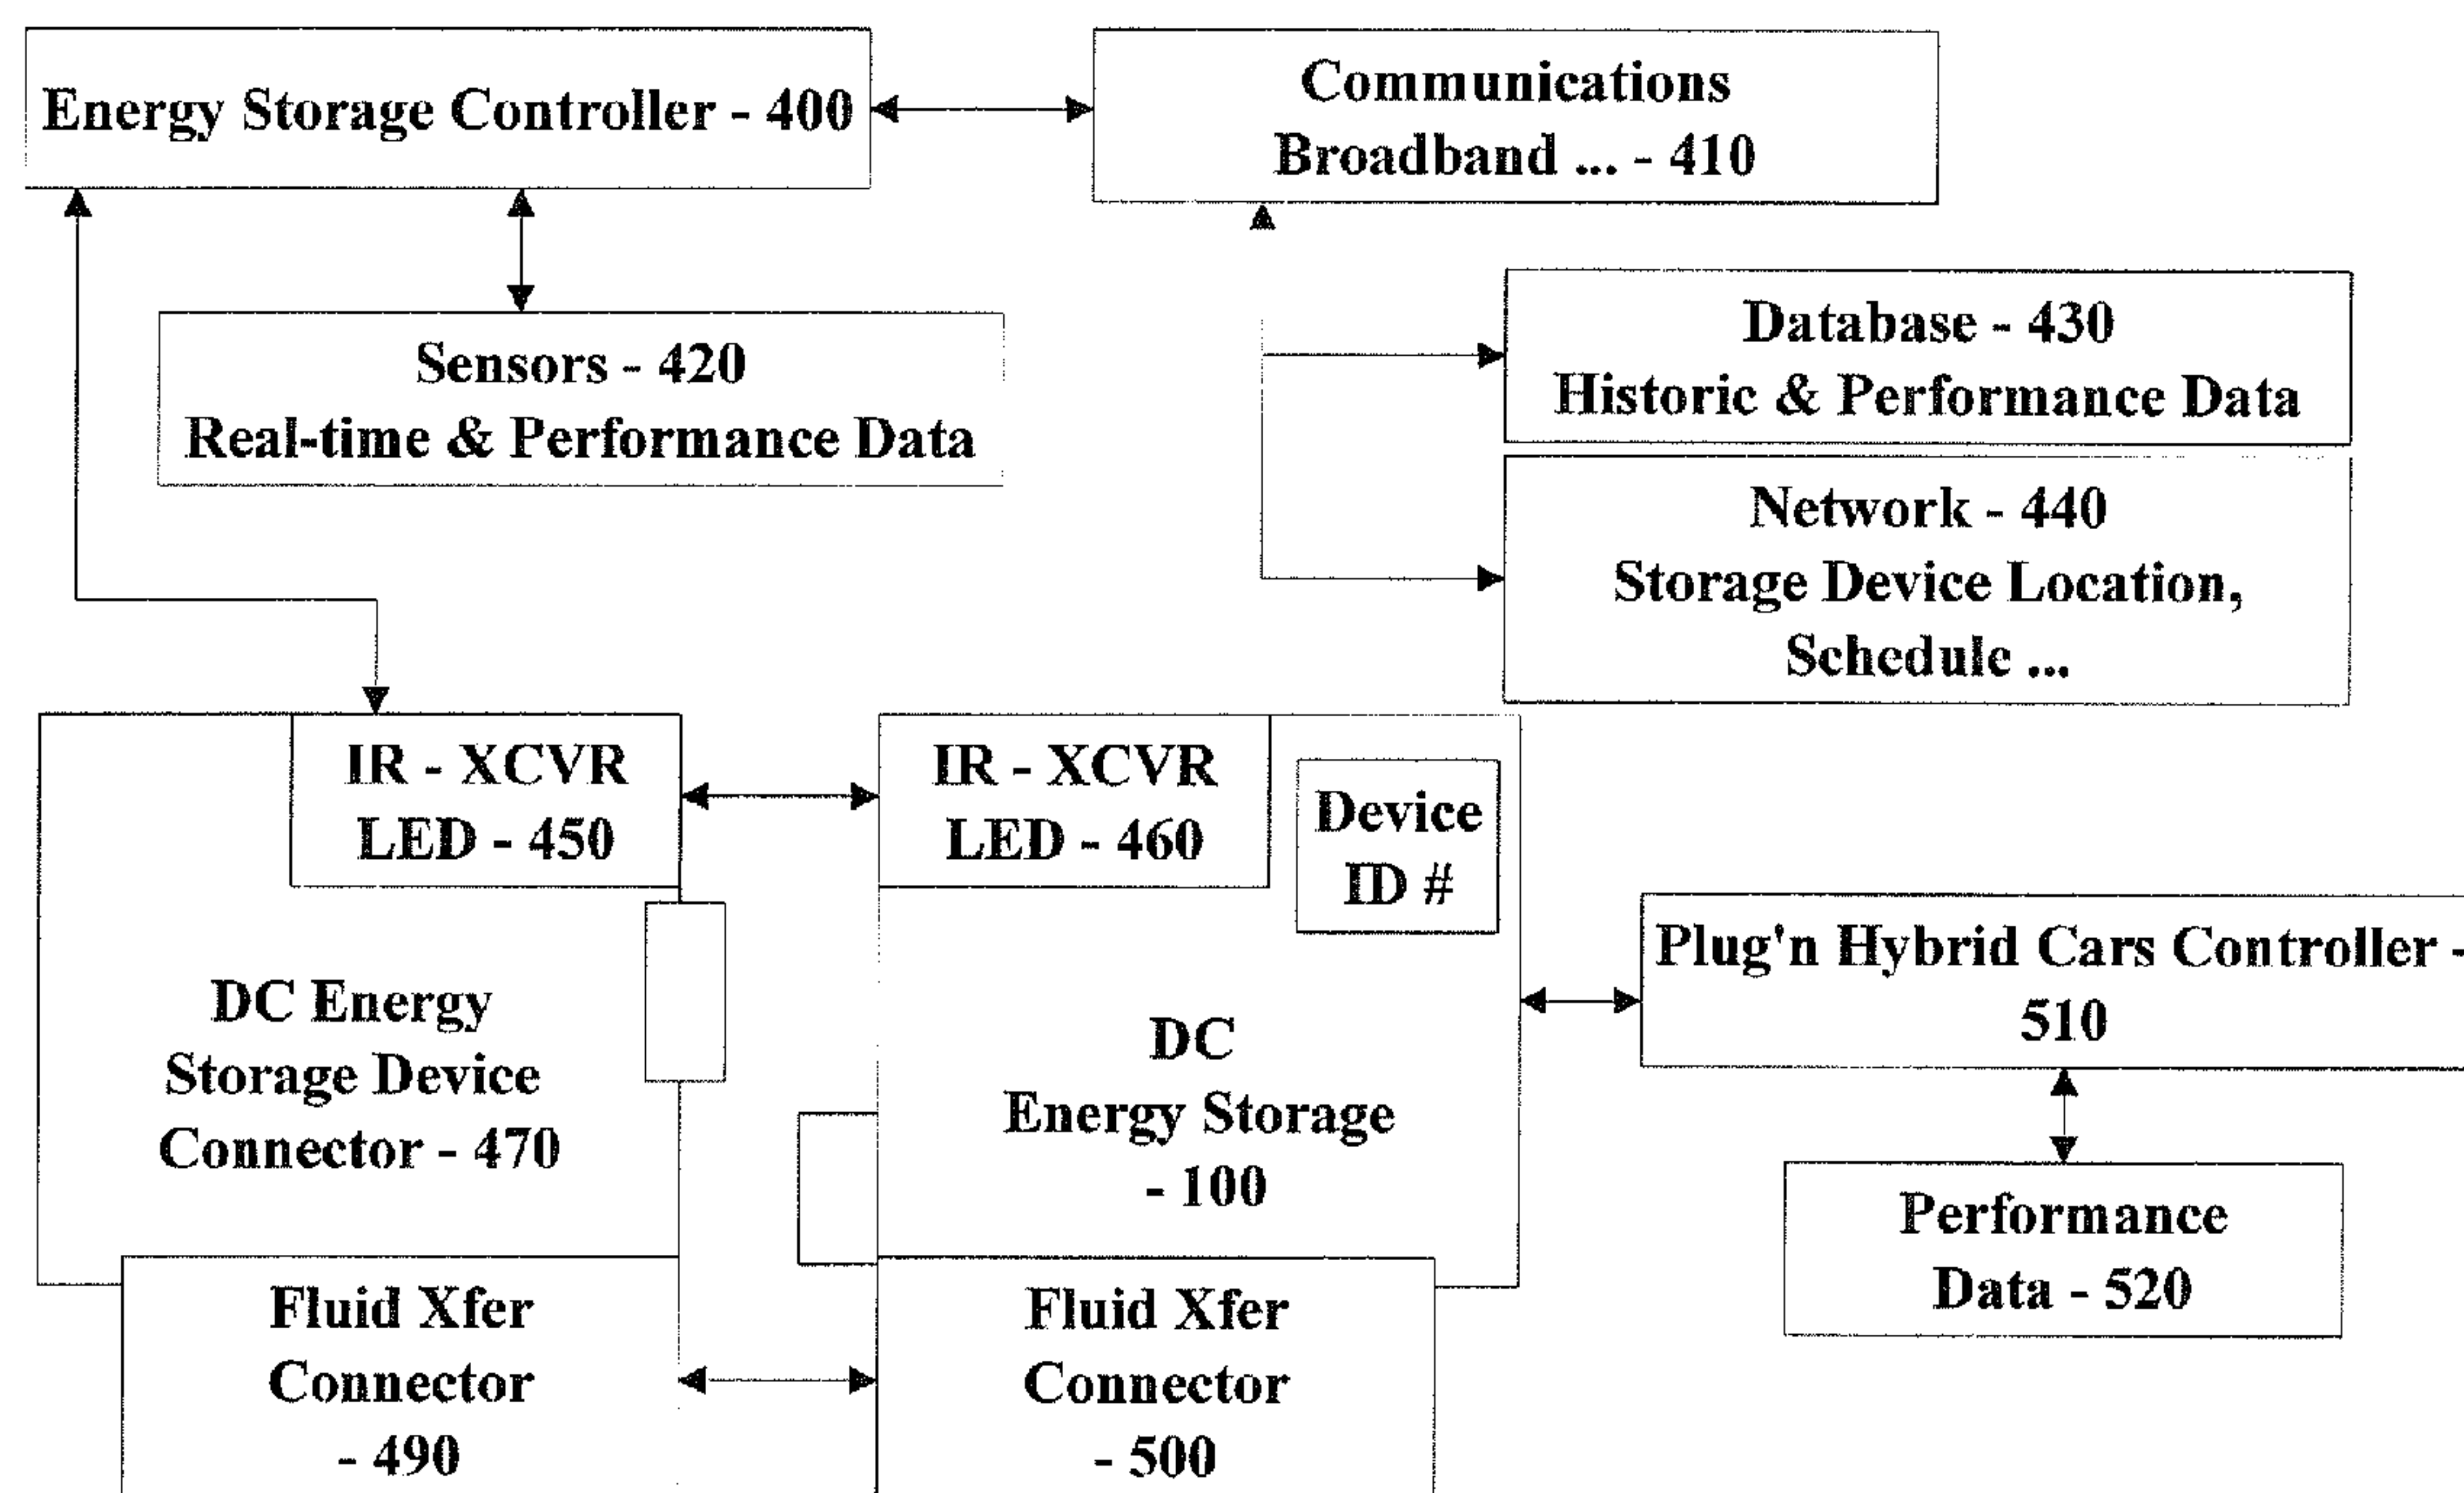 Energy Storage Controller - 400
Communications
Broadband ... - 410
Sensors - 420
Real-time & Performance Data
Database - 430
Historic & Performance Data
Network - 440
Storage Device Location,
Schedule ...
IR - XCVR
LED - 450
IR - XCVR
LED - 460
Device
ID #
DC Energy
Storage Device
Connector - 470
DC
Energy Storage
- 100
Plug'n Hybrid Cars Controller -
510
Performance
Data - 520
Fluid Xfer
Connector
- 490
Fluid Xfer
Connector
- 500